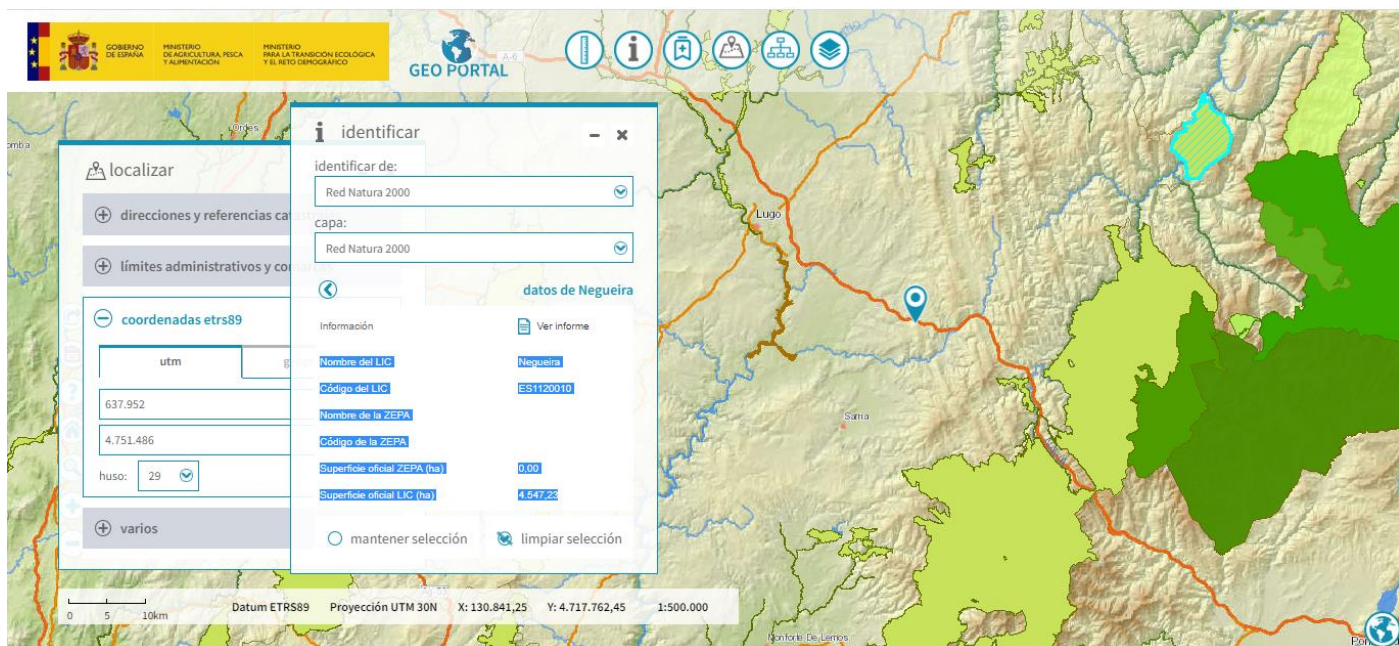 GOBIERNO
DE ESPAÑA
MINISTERIO
DE AGRICULTURA, PESCA
Y ALIMENTACIÓN
MINISTERIO
PARA LA TRANSICIÓN ECOLÓGICA
Y EL RETO DEMOGRÁFICO
GEO PORTAL
A-6
Ordes
localizar
direcciones y referencias
límites administrativos y
coordenadas etrs89
utm
637.952
4.751.486
huso:
29
varios
identificar
identificar de:
Red Natura 2000
capa:
Red Natura 2000
datos de Negueira
Información
Ver informe
Nombre del LIC
Negueira
Código del LIC
ES1120010
Nombre de la ZEPA
Código de la ZEPA
Superficie oficial ZEPA (ha)
0,00
Superficie oficial LIC (ha)
4.547,23
mantener selección
limpiar selección
Lugo
Sarria
Monforte De Lemos
0 5 10km
Datum ETRS89 Proyección UTM 30N X: 130.841,25 Y: 4.717.762,45 1:500.000